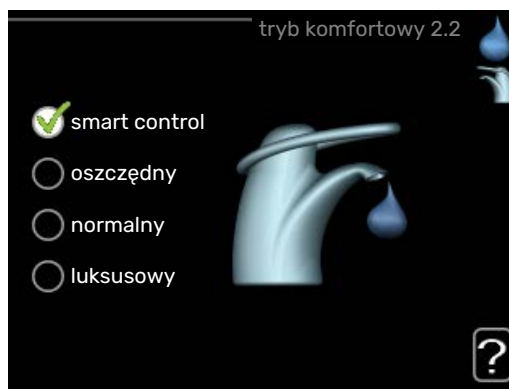 tryb komfortowy 2.2
smart control
oszczędny
normalny
luksusowy
?